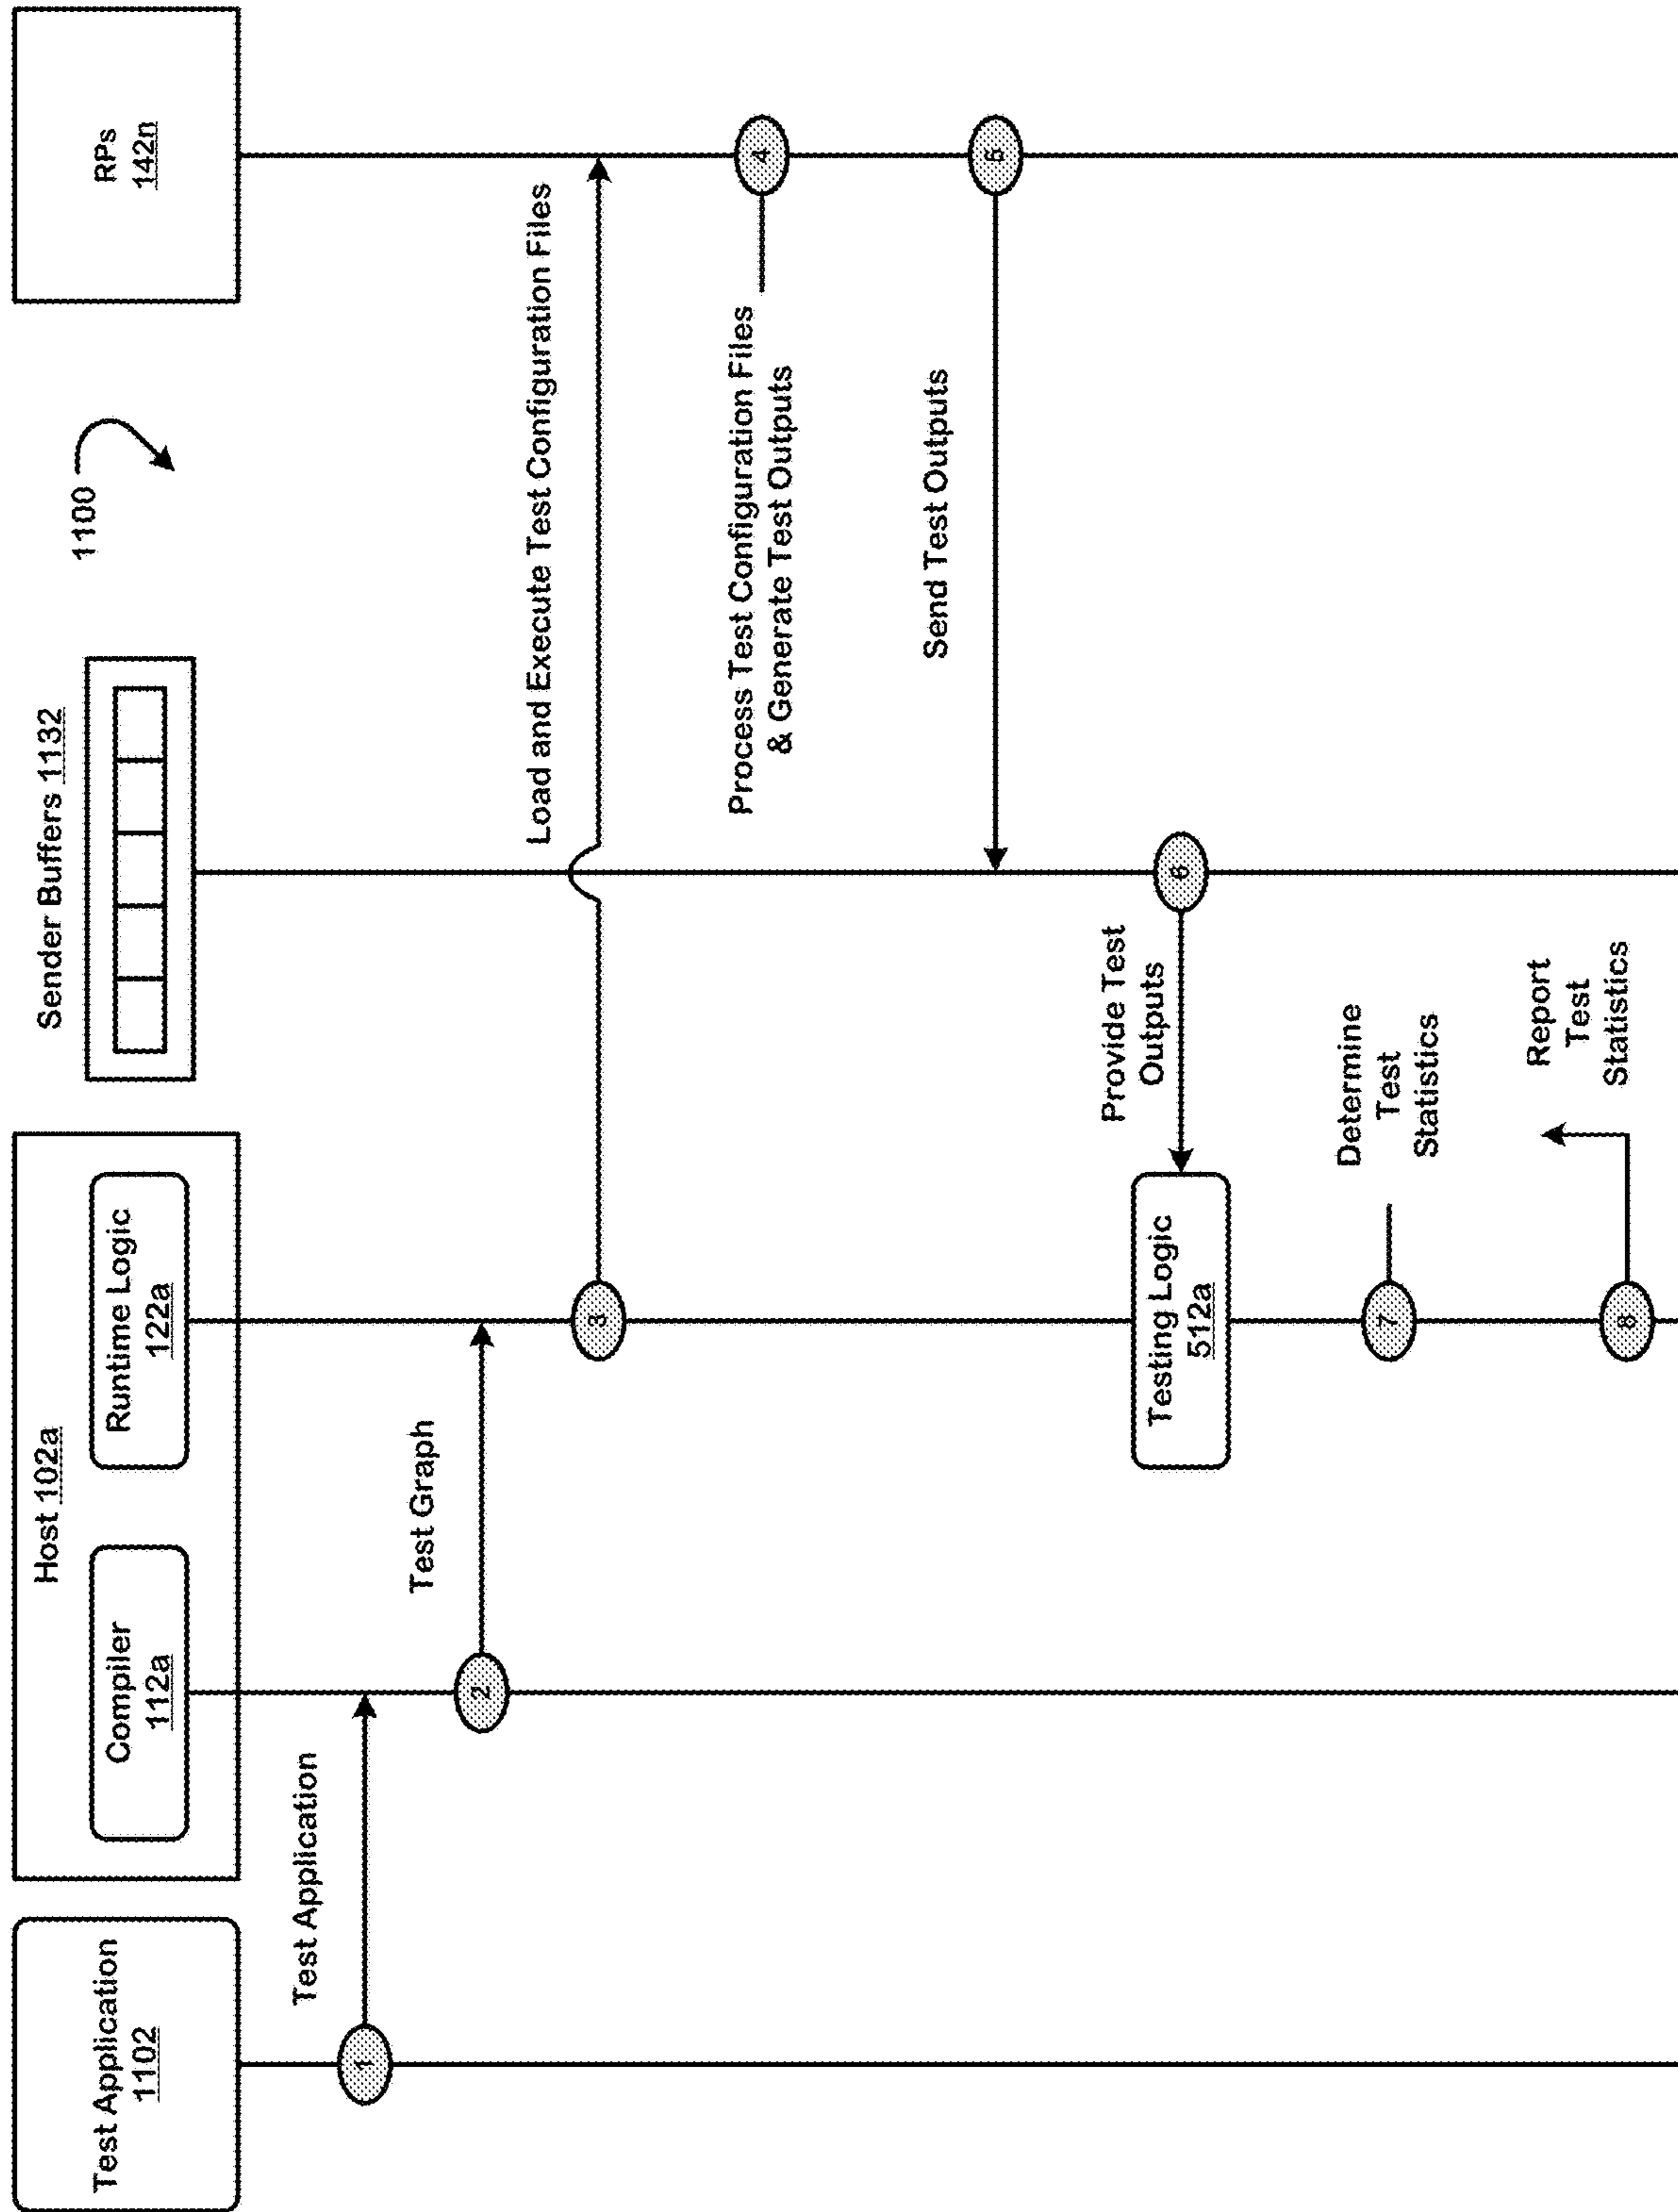 Test Application
1102
Host 102a
Compiler
112a
Runtime Logic
122a
Sender Buffers 1132
1100
RPs
142n
1
Test Application
2
Test Graph
3
Load and Execute Test Configuration Files
4
Process Test Configuration Files
& Generate Test Outputs
5
Send Test Outputs
6
Provide Test
Outputs
Testing Logic
512a
7
Determine
Test
Statistics
8
Report
Test
Statistics